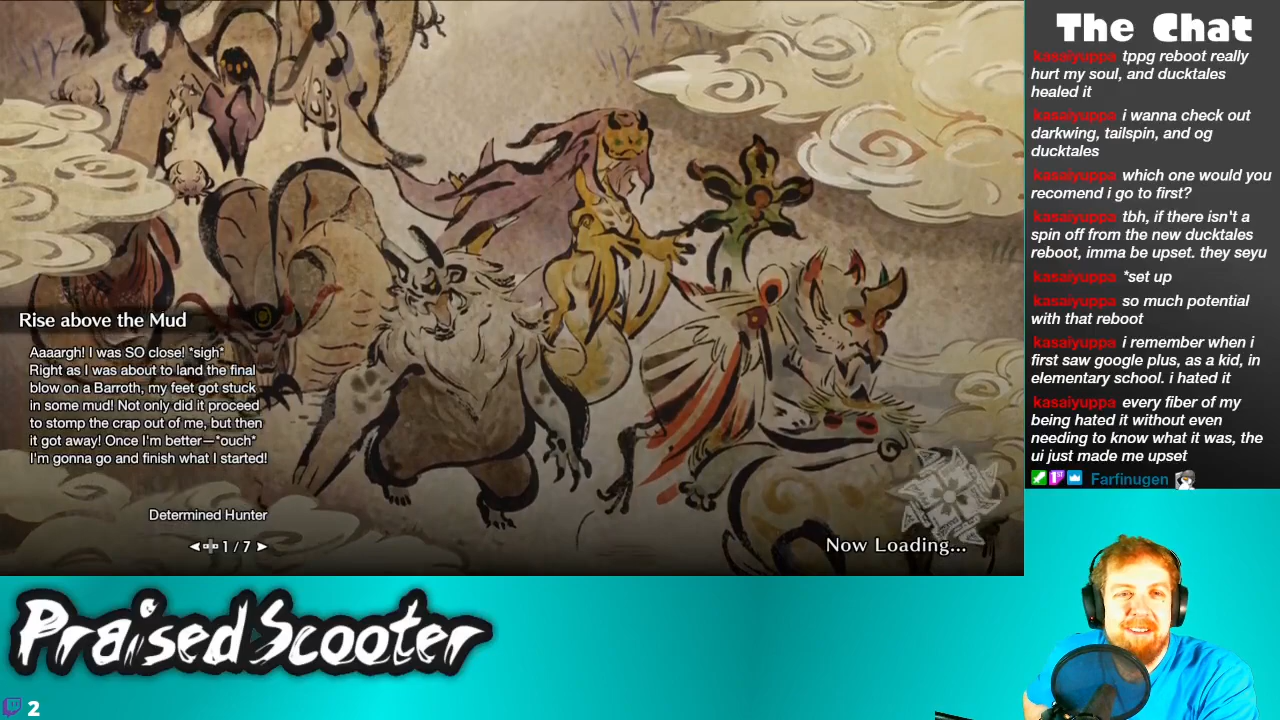 The Chat
kasaiyuppa tppg reboot really
hurt my soul, and ducktales
healed it
kasaiyuppa i wanna check out
darkwing, tailspin, and og
ducktales
kasaiyuppa which one would you
recomend i go to first?
kasaiyuppa tbh, if there isn't a
spin off from the new ducktales
reboot, imma be upset. they seyu
kasaiyuppa *set up
kasaiyuppa so much potential
with that reboot
kasaiyuppa i remember when i
first saw google plus, as a kid, in
elementary school. i hated it
kasaiyuppa every fiber of my
being hated it without even
needing to know what it was, the
ui just made me upset
1ST Farfinugen
Rise above the Mud
Aaaargh! I was SO close! *sigh*
Right as I was about to land the final
blow on a Barroth, my feet got stuck
in some mud! Not only did it proceed
to stomp the crap out of me, but then
it got away! Once I'm better—*ouch*
I'm gonna go and finish what I started!
Determined Hunter
1 / 7
Now Loading...
PraisedScooter
2